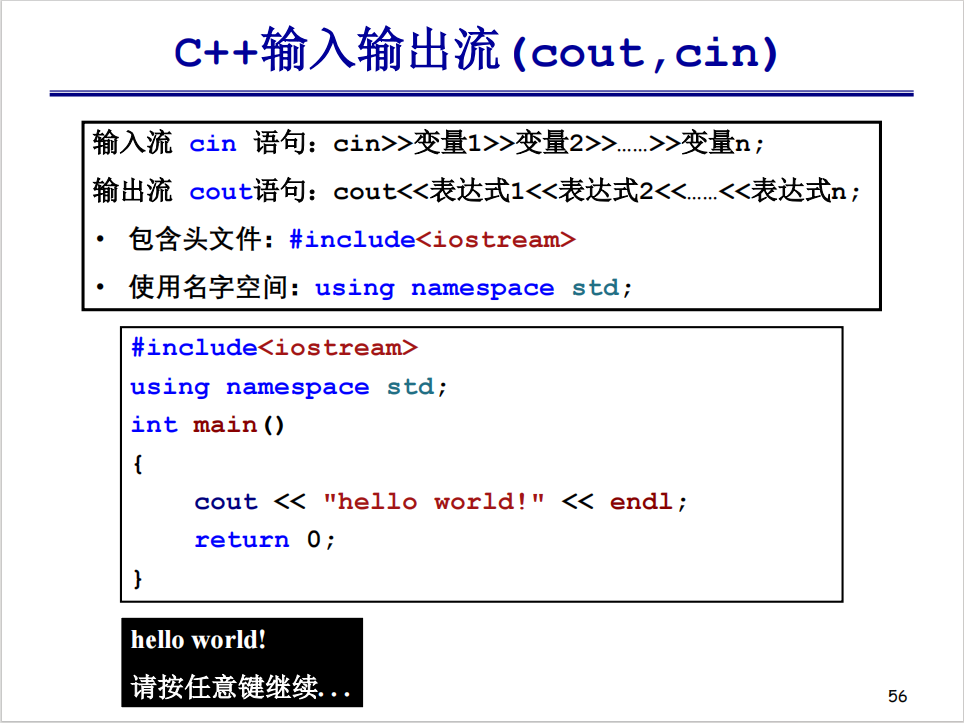 C++输入输出流(cout,cin)
输入流 cin 语句：cin>>变量1>>变量2>>……>>变量n;
输出流 cout语句：cout<<表达式1<<表达式2<<……<<表达式n;
• 包含头文件：#include<iostream>
• 使用名字空间：using namespace std;
#include<iostream>
using namespace std;
int main()
{
    cout << "hello world!" << endl;
    return 0;
}
hello world!
请按任意键继续...
56